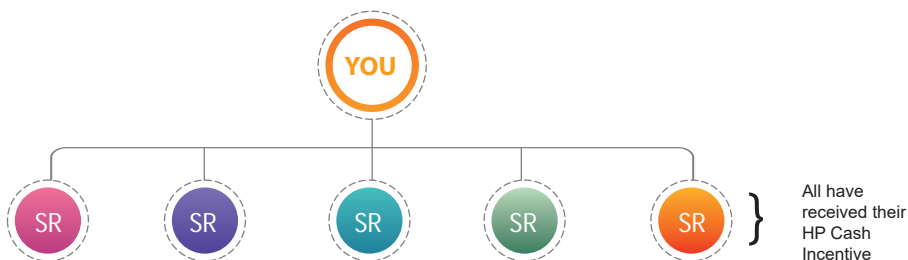 YOU
SR SR SR SR SR
All have
received their
HP Cash
Incentive